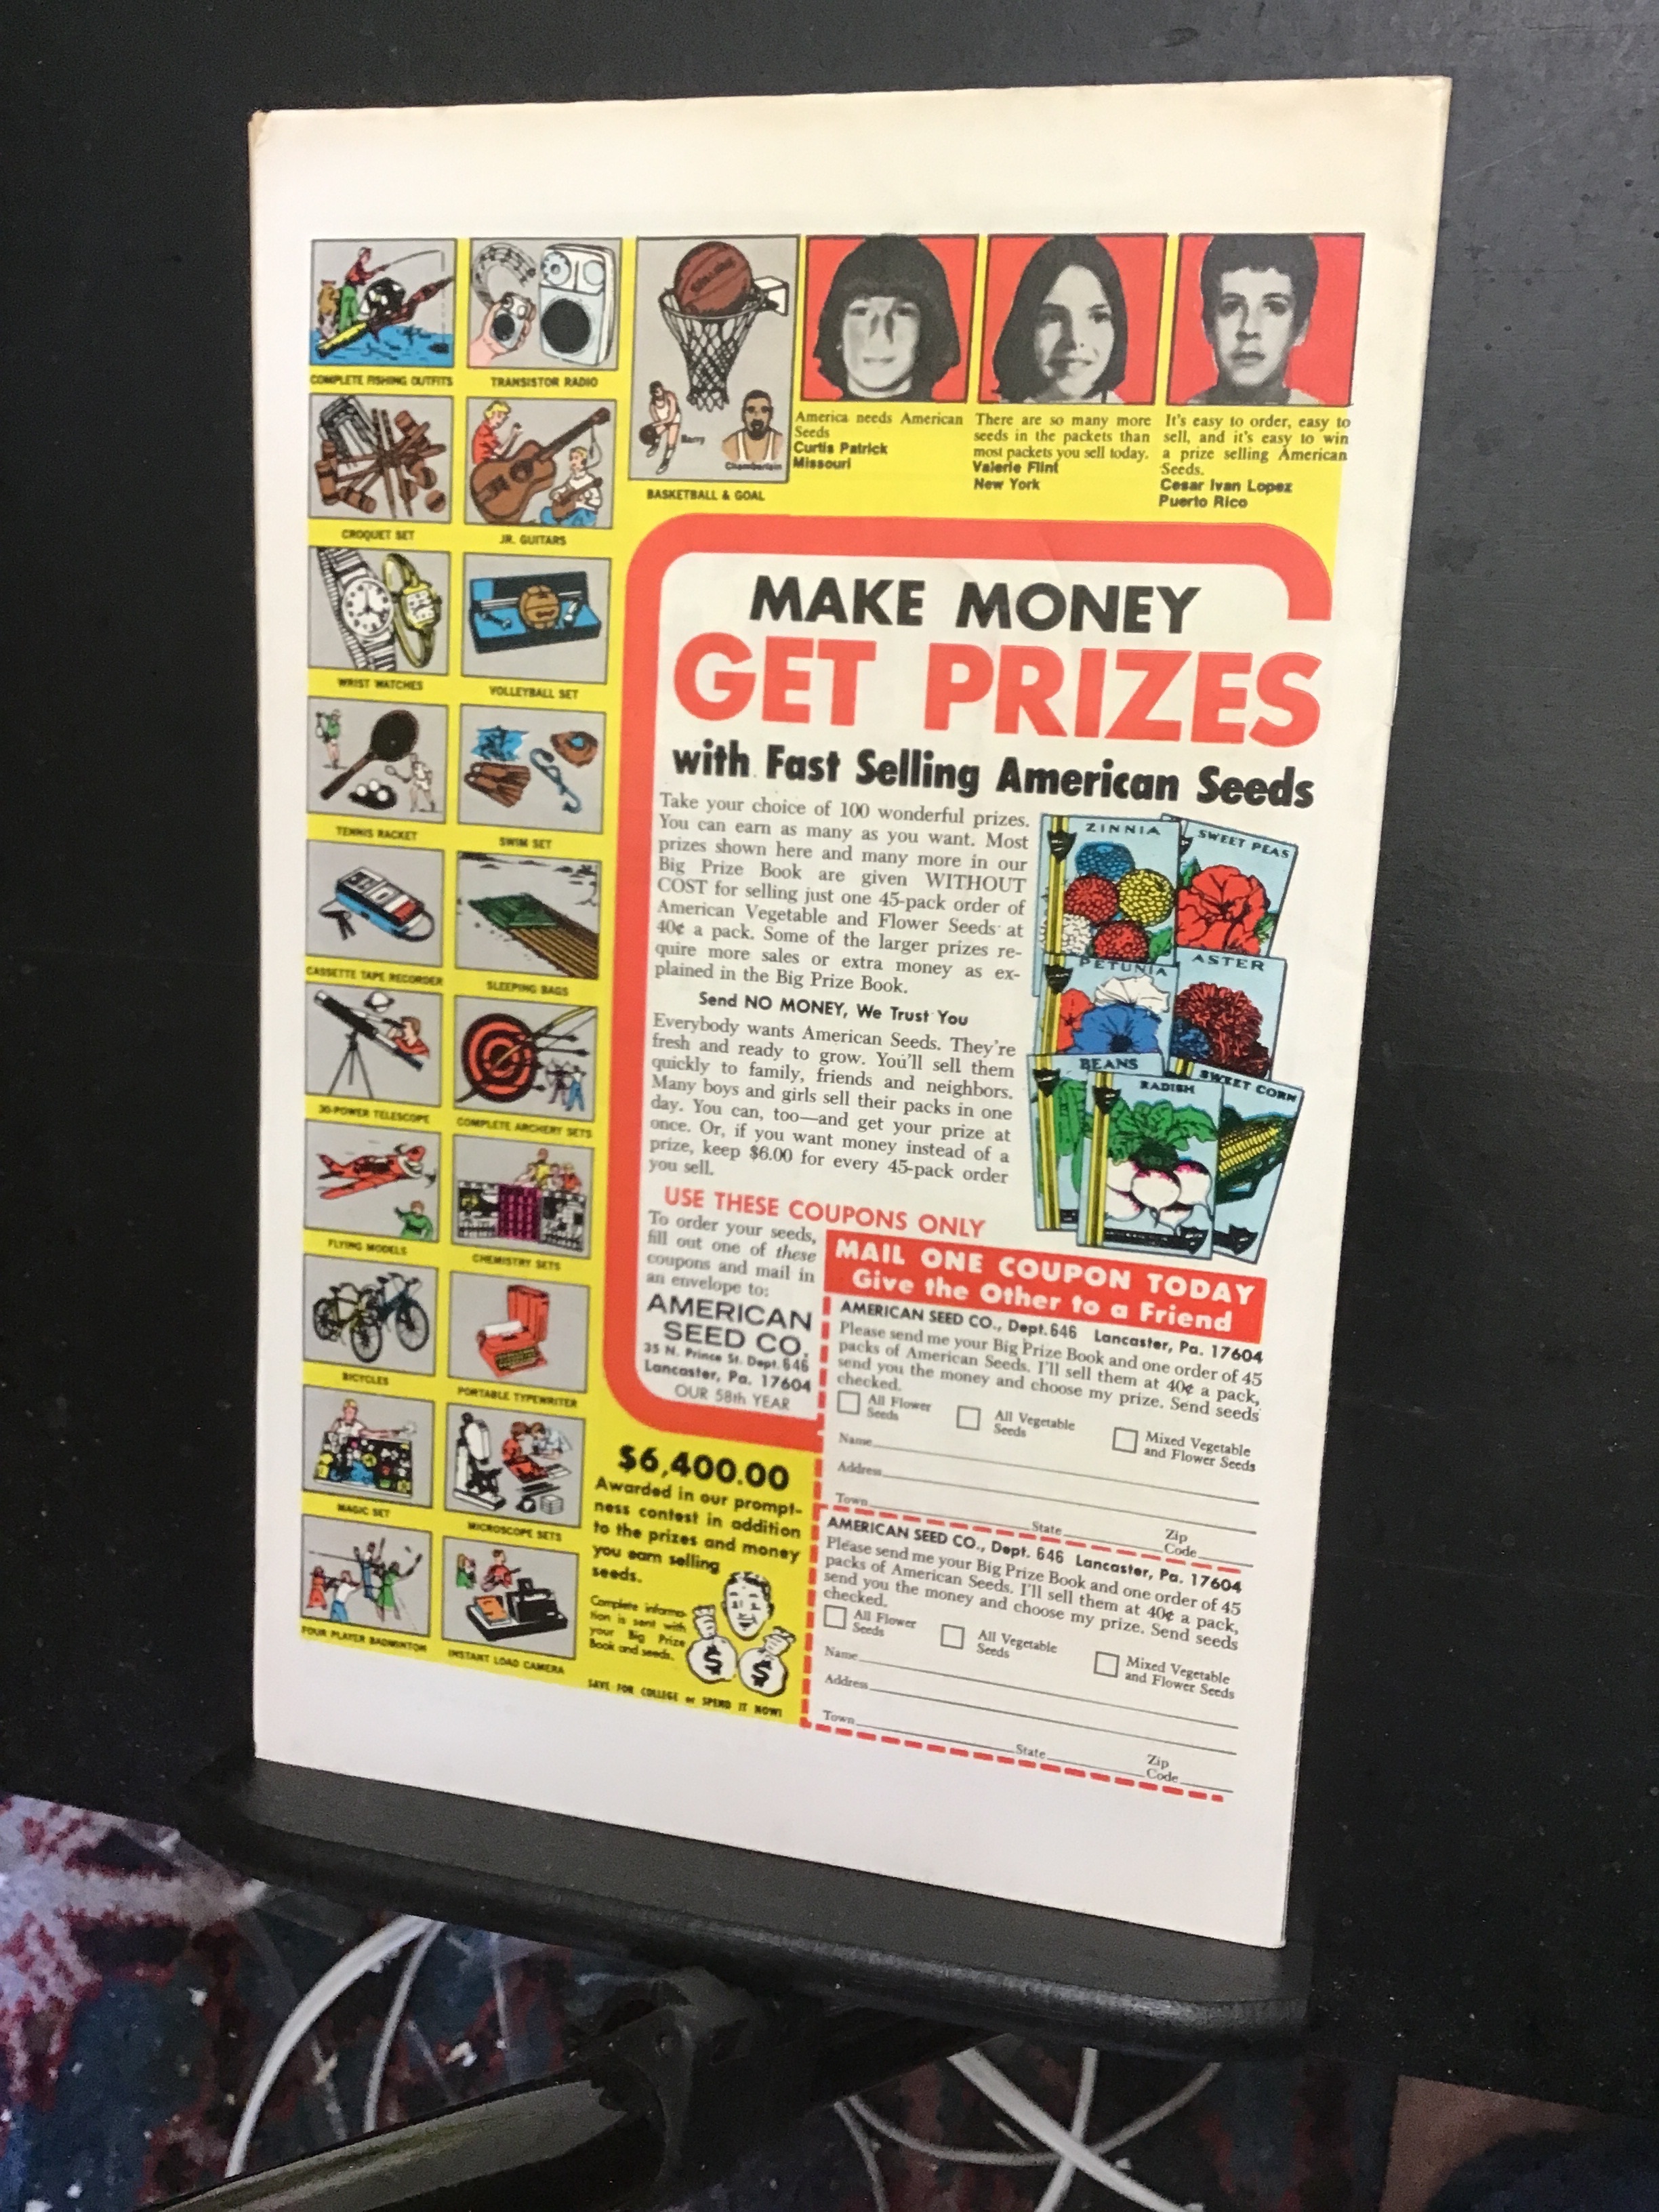 COMPLETE FISHING OUTFITS
TRANSISTOR RADIO
CROQUET SET
JR. GUITARS
WRIST WATCHES
VOLLEYBALL SET
TENNIS RACKET
SWIM SET
CASSETTE TAPE RECORDER
SLEEPING BAGS
30-POWER TELESCOPE
COMPLETE ARCHERY SETS
FLYING MODELS
CHEMISTRY SETS
BICYCLES
PORTABLE TYPEWRITER
MAGIC SET
MICROSCOPE SETS
FOUR PLAYER BADMINTON
INSTANT LOAD CAMERA
Barry
Chamberlain
BASKETBALL & GOAL
America needs American
Seeds
Curtis Patrick
Missouri
There are so many more
seeds in the packets than
most packets you sell today.
Valerie Flint
New York
It's easy to order, easy to
sell, and it's easy to win
a prize selling American
Seeds.
Cesar Ivan Lopez
Puerto Rico
MAKE MONEY
GET PRIZES
with Fast Selling American Seeds
Take your choice of 100 wonderful prizes.
You can earn as many as you want. Most
prizes shown here and many more in our
Big Prize Book are given WITHOUT
COST for selling just one 45-pack order of
American Vegetable and Flower Seeds at
40¢ a pack. Some of the larger prizes re-
quire more sales or extra money as ex-
plained in the Big Prize Book.
Send NO MONEY, We Trust You
Everybody wants American Seeds. They're
fresh and ready to grow. You'll sell them
quickly to family, friends and neighbors.
Many boys and girls sell their packs in one
day. You can, too—and get your prize at
once. Or, if you want money instead of a
prize, keep $6.00 for every 45-pack order
you sell.
ZINNIA
SWEET PEAS
PETUNIA
ASTER
BEANS
RADISH
SWEET CORN
USE THESE COUPONS ONLY
To order your seeds,
fill out one of these
coupons and mail in
an envelope to:
AMERICAN
SEED CO.
35 N. Prince St. Dept. 646
Lancaster, Pa. 17604
OUR 58th YEAR
MAIL ONE COUPON TODAY
Give the Other to a Friend
AMERICAN SEED CO., Dept. 646 Lancaster, Pa. 17604
Please send me your Big Prize Book and one order of 45
packs of American Seeds. I'll sell them at 40¢ a pack,
send you the money and choose my prize. Send seeds
checked.
All Flower
Seeds
All Vegetable
Seeds
Mixed Vegetable
and Flower Seeds
Name
Address
Town State Zip
Code
AMERICAN SEED CO., Dept. 646 Lancaster, Pa. 17604
Please send me your Big Prize Book and one order of 45
packs of American Seeds. I'll sell them at 40¢ a pack,
send you the money and choose my prize. Send seeds
checked.
All Flower
Seeds
All Vegetable
Seeds
Mixed Vegetable
and Flower Seeds
Name
Address
Town State Zip
Code
$6,400.00
Awarded in our prompt-
ness contest in addition
to the prizes and money
you earn selling
seeds.
Complete informa-
tion is sent with
your Big Prize
Book and seeds.
$ $
SAVE FOR COLLEGE or SPEND IT NOW!